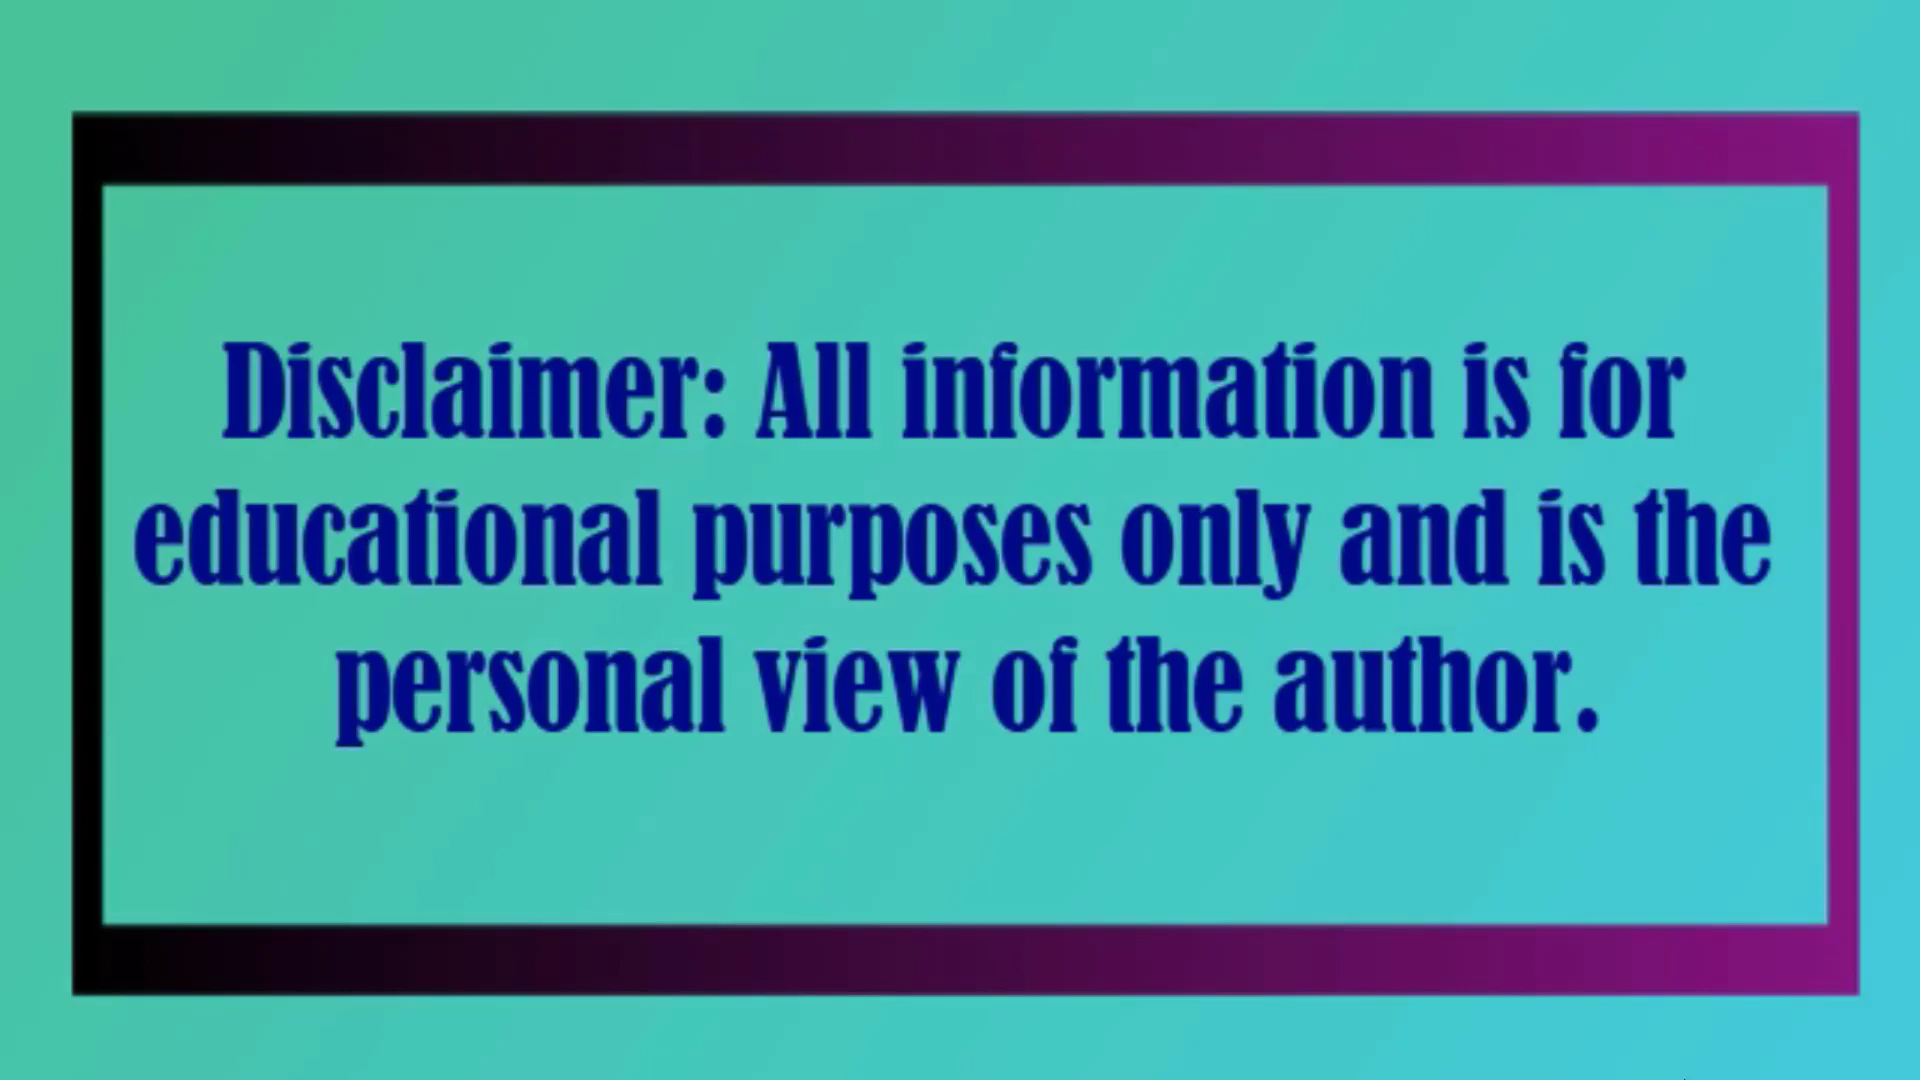 Disclaimer: All information is for
educational purposes only and is the
personal view of the author.